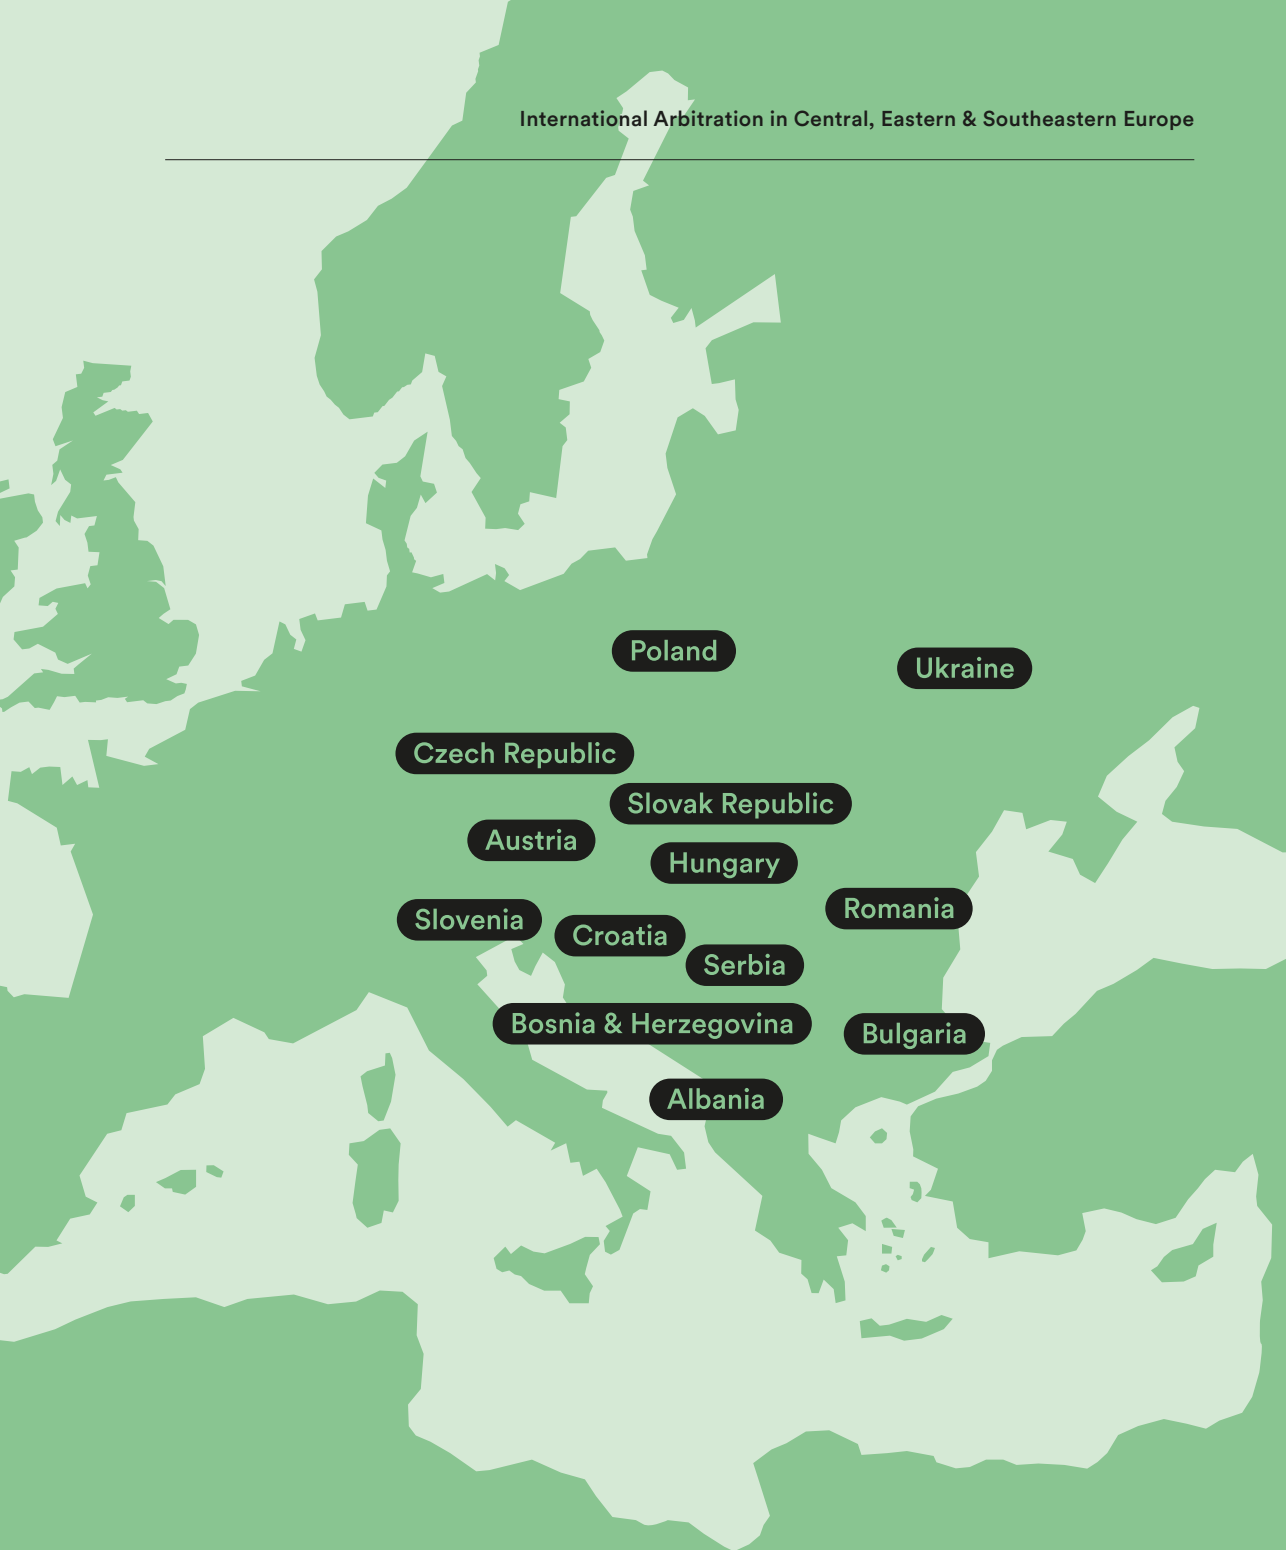 International Arbitration in Central, Eastern & Southeastern Europe
Poland
Ukraine
Czech Republic
Slovak Republic
Austria
Hungary
Romania
Slovenia
Croatia
Serbia
Bosnia & Herzegovina
Bulgaria
Albania